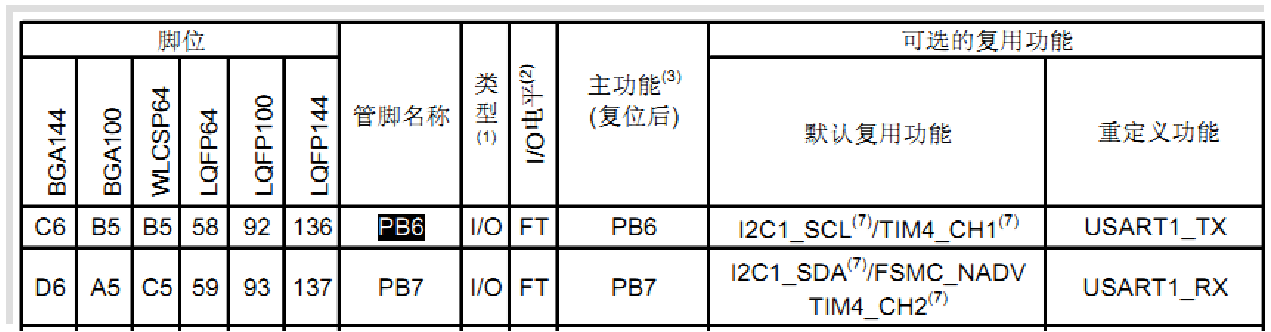 脚位
可选的复用功能
BGA144
BGA100
WLCSP64
LQFP64
LQFP100
LQFP144
管脚名称
类型(1)
I/O电平(2)
主功能(3)
(复位后)
默认复用功能
重定义功能
C6 B5 B5 58 92 136 PB6 I/O FT PB6 I2C1_SCL(7)/TIM4_CH1(7) USART1_TX
D6 A5 C5 59 93 137 PB7 I/O FT PB7 I2C1_SDA(7)/FSMC_NADV USART1_RX
TIM4_CH2(7)